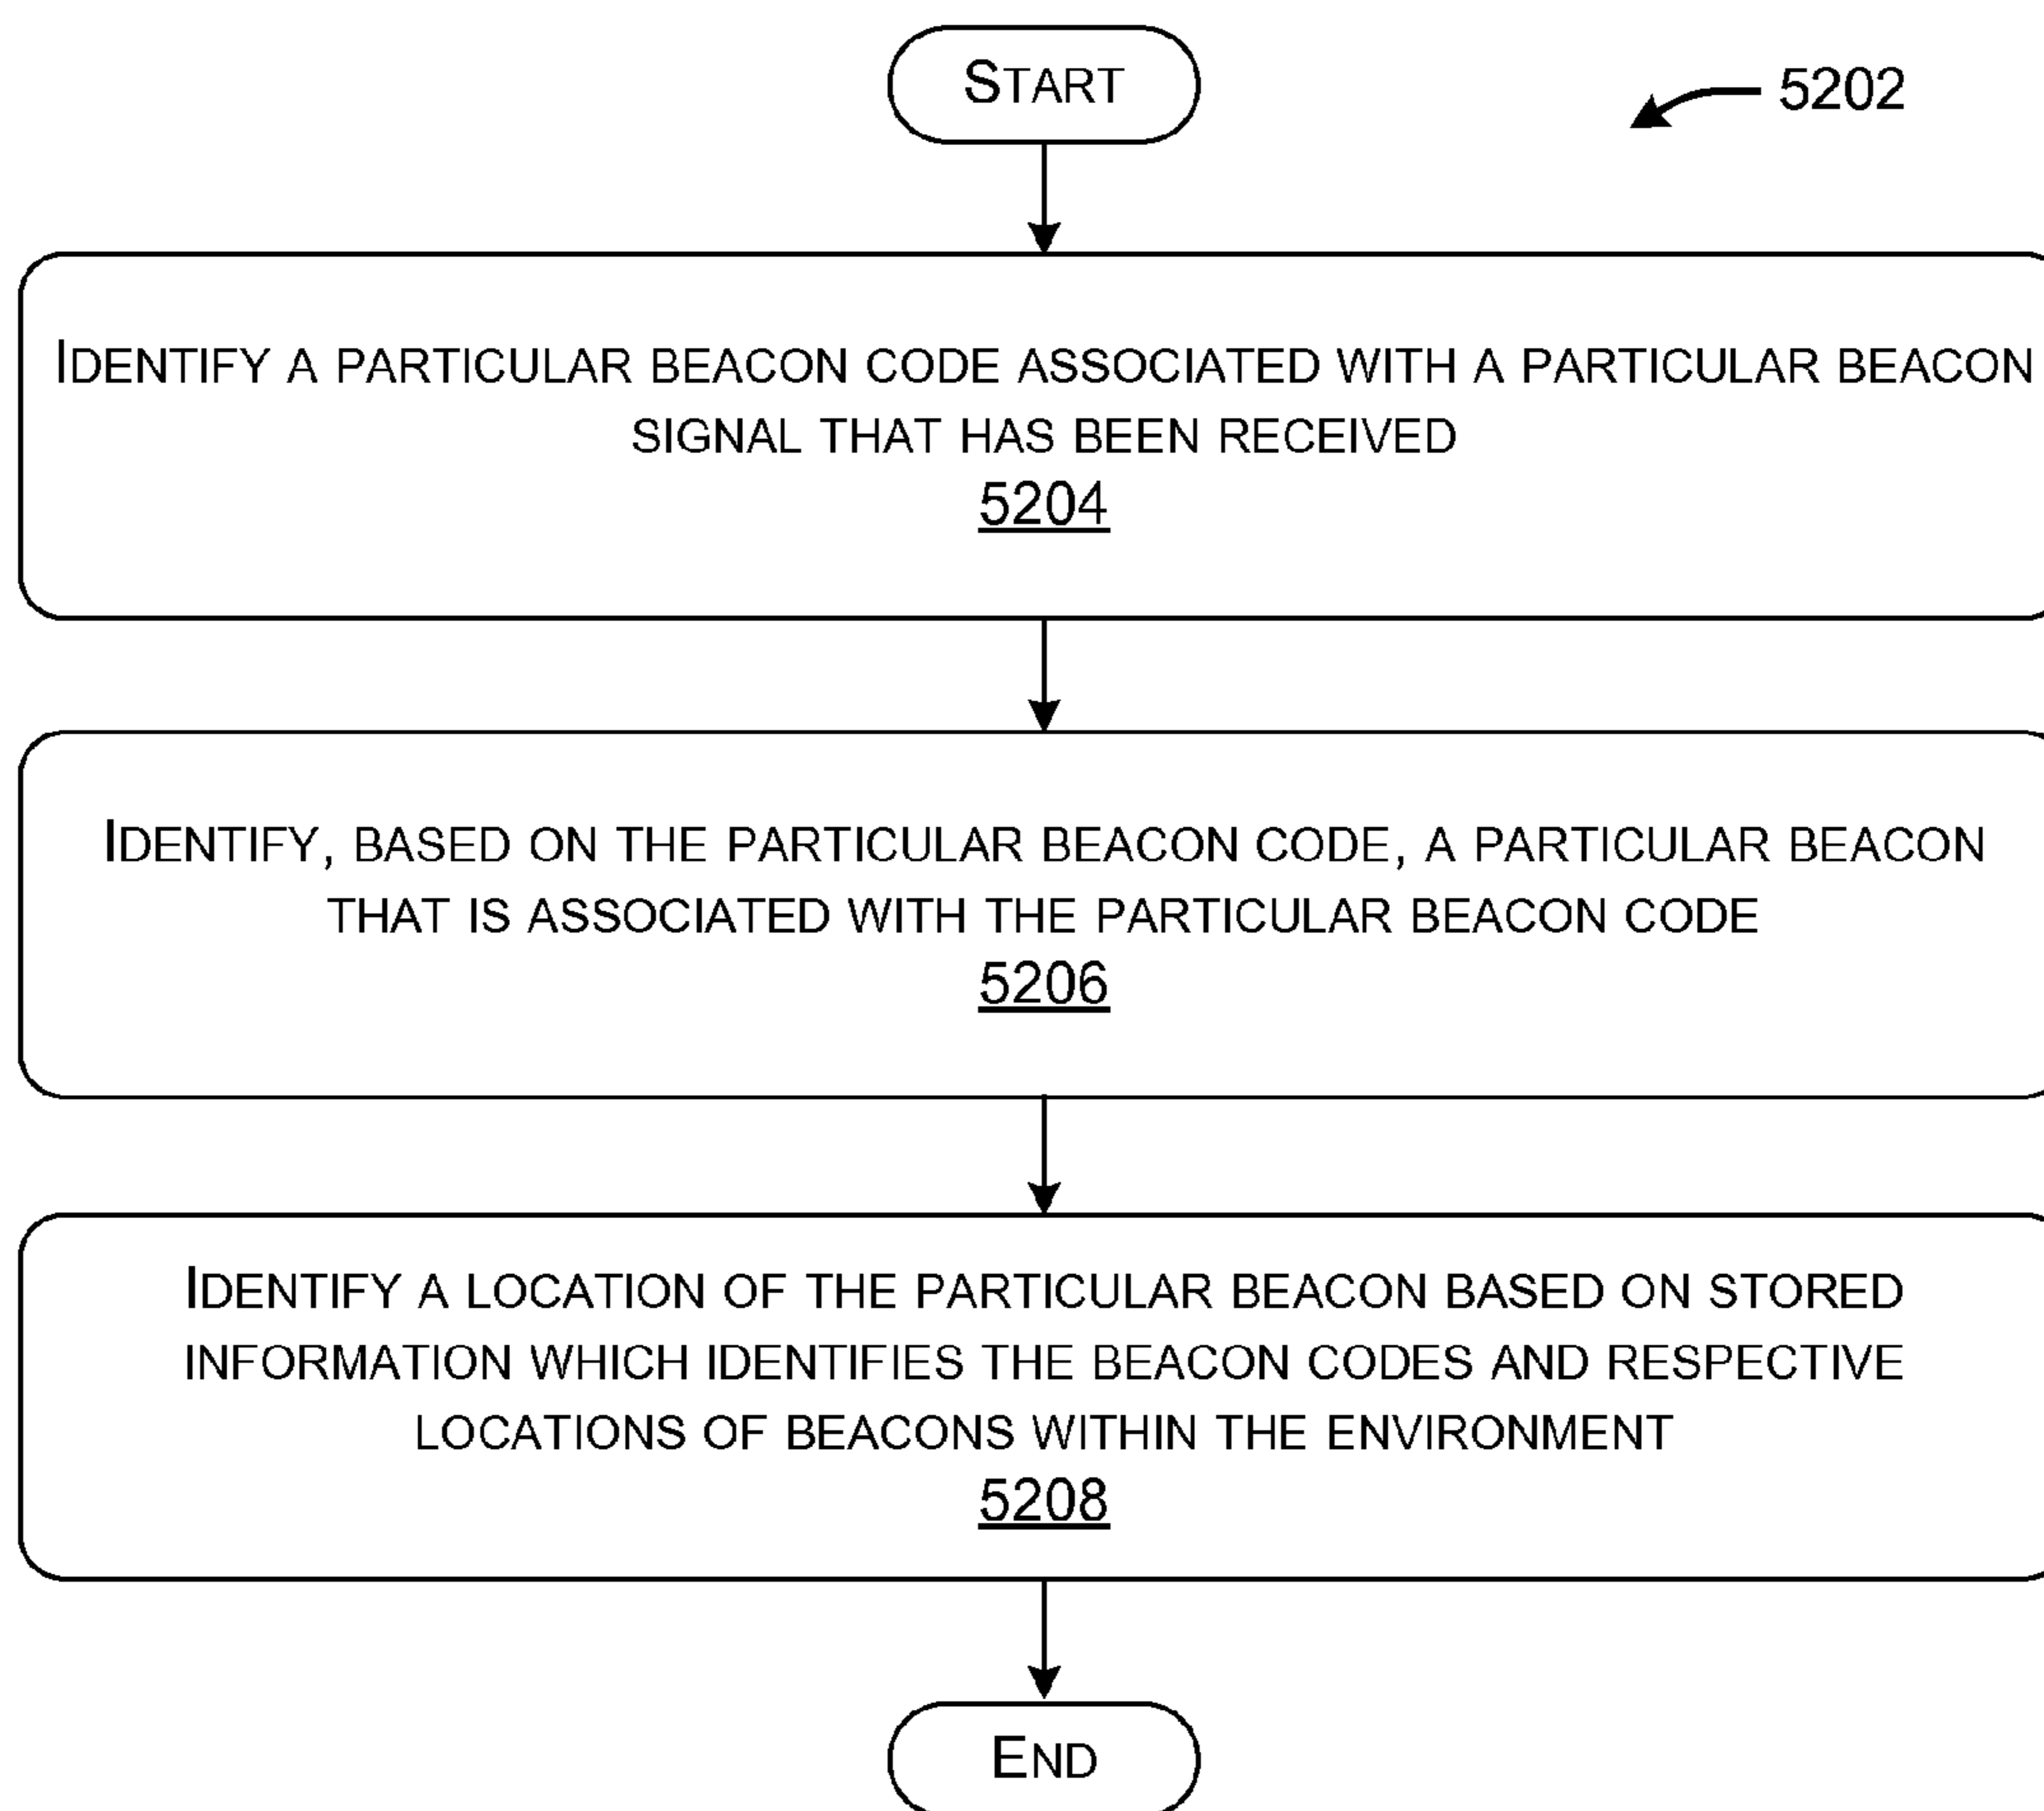 START
5202
IDENTIFY A PARTICULAR BEACON CODE ASSOCIATED WITH A PARTICULAR BEACON
SIGNAL THAT HAS BEEN RECEIVED
5204
IDENTIFY, BASED ON THE PARTICULAR BEACON CODE, A PARTICULAR BEACON
THAT IS ASSOCIATED WITH THE PARTICULAR BEACON CODE
5206
IDENTIFY A LOCATION OF THE PARTICULAR BEACON BASED ON STORED
INFORMATION WHICH IDENTIFIES THE BEACON CODES AND RESPECTIVE
LOCATIONS OF BEACONS WITHIN THE ENVIRONMENT
5208
END